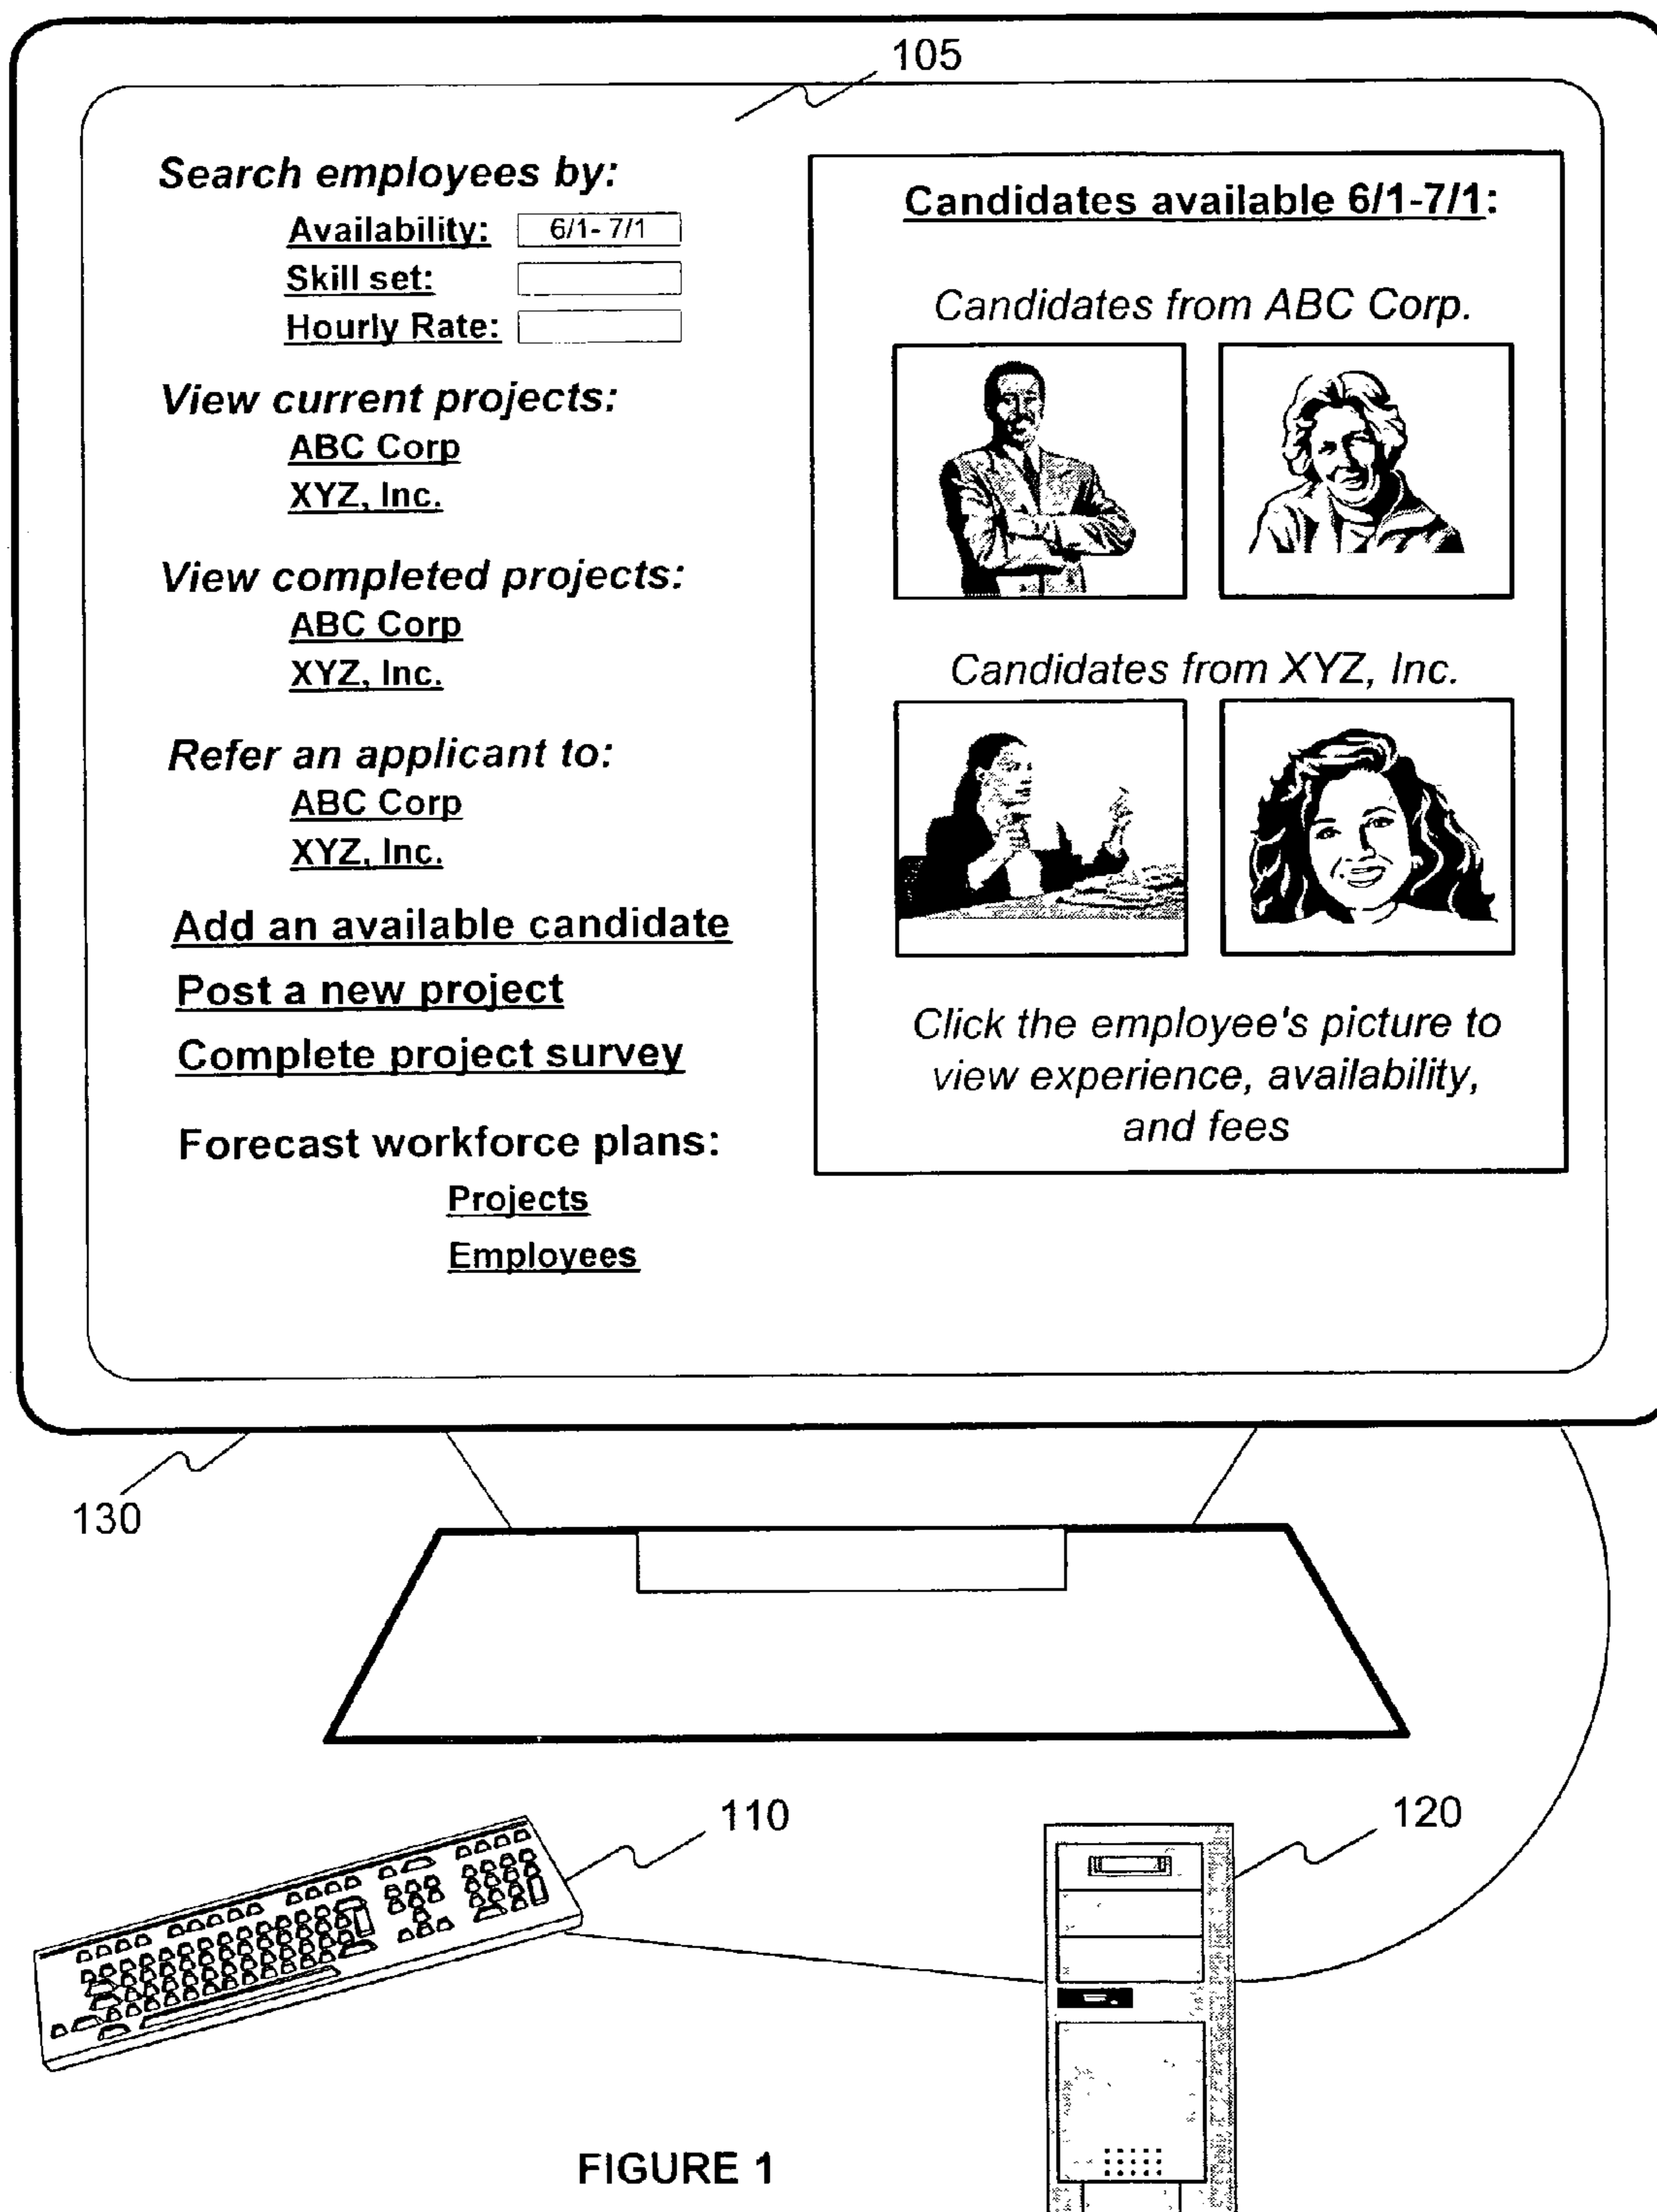 105
Search employees by:
Availability: 6/1- 7/1
Skill set:
Hourly Rate:
View current projects:
ABC Corp
XYZ, Inc.
View completed projects:
ABC Corp
XYZ, Inc.
Refer an applicant to:
ABC Corp
XYZ, Inc.
Add an available candidate
Post a new project
Complete project survey
Forecast workforce plans:
Projects
Employees
Candidates available 6/1-7/1:
Candidates from ABC Corp.
Candidates from XYZ, Inc.
Click the employee's picture to
view experience, availability,
and fees
130
110
120
FIGURE 1